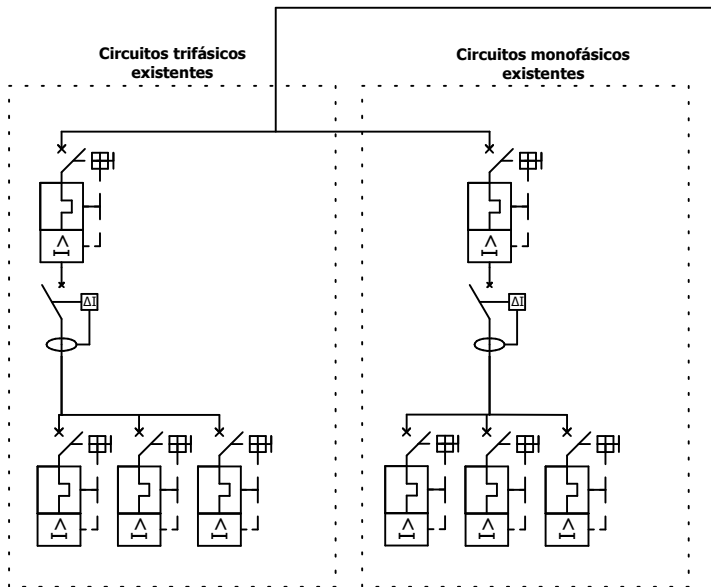 Circuitos trifásicos
existentes
Circuitos monofásicos
existentes
I>
ΔI
I>
ΔI
I>
I>
I>
I>
I>
I>